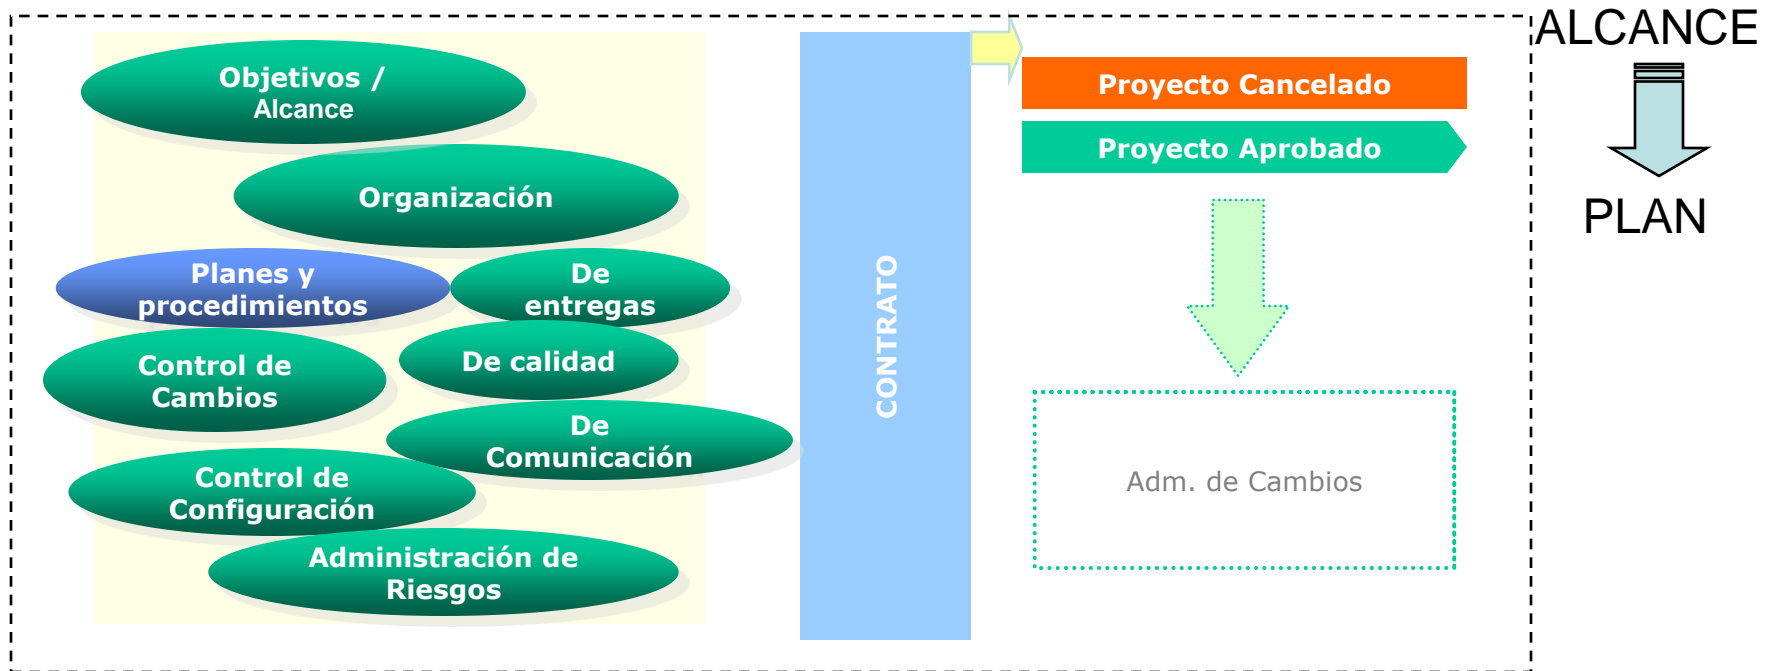 Objetivos /
Alcance
Organización
Planes y
procedimientos
De
entregas
Control de
Cambios
De calidad
De
Comunicación
Control de
Configuración
Administración de
Riesgos
CONTRATO
Proyecto Cancelado
Proyecto Aprobado
Adm. de Cambios
ALCANCE
PLAN